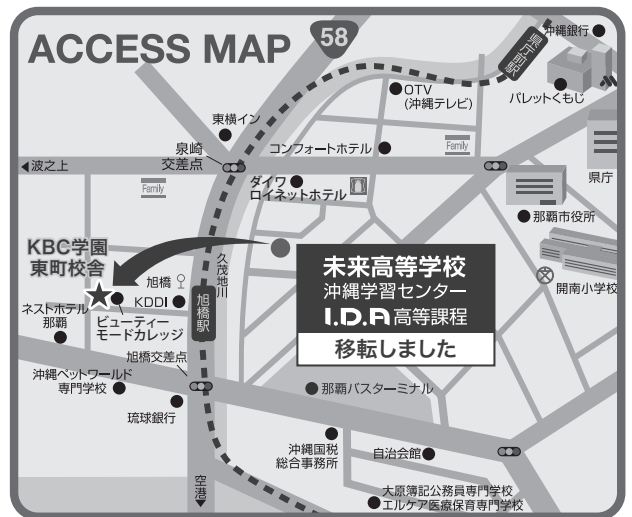 ACCESS MAP
58
県庁前駅
沖縄銀行
OTV
(沖縄テレビ)
パレットくもじ
東横イン
泉崎
交差点
コンフォートホテル
Family
県庁
波之上
Family
ダイワ
ロイネットホテル
那覇市役所
KBC学園
東町校舎
久茂地川
旭橋
KDDI
旭橋駅
ネストホテル
那覇
ビューティー
モードカレッジ
未来高等学校
沖縄学習センター
I.D.A高等課程
移転しました
開南小学校
旭橋交差点
沖縄ペットワールド
専門学校
琉球銀行
那覇バスターミナル
沖縄国税
総合事務所
自治会館
空港
大原簿記公務員専門学校
エルケア医療保育専門学校